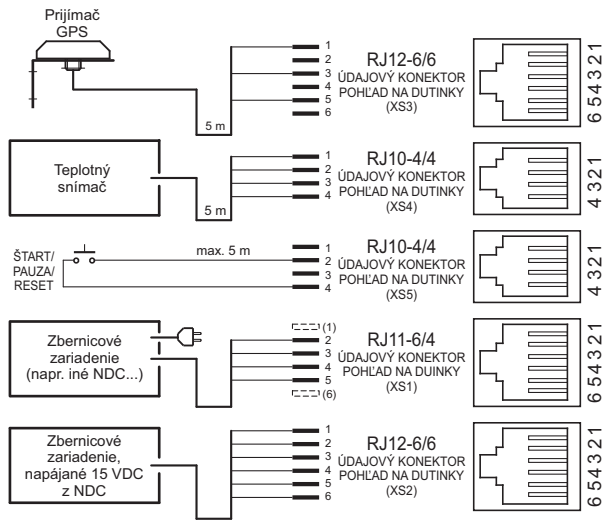 Prijímač
GPS
5 m
1
2
3
4
5
6
RJ12-6/6
ÚDAJOVÝ KONEKTOR
POHĽAD NA DUTINKY
(XS3)
6 5 4 3 2 1
Teplotný
snímač
5 m
1
2
3
4
RJ10-4/4
ÚDAJOVÝ KONEKTOR
POHĽAD NA DUTINKY
(XS4)
4 3 2 1
ŠTART/
PAUZA/
RESET
max. 5 m
1
2
3
4
RJ10-4/4
ÚDAJOVÝ KONEKTOR
POHĽAD NA DUTINKY
(XS5)
4 3 2 1
Zbernicové
zariadenie
(napr. iné NDC...)
(1)
2
3
4
5
(6)
RJ11-6/4
ÚDAJOVÝ KONEKTOR
POHĽAD NA DUINKY
(XS1)
6 5 4 3 2 1
Zbernicové
zariadenie,
napájané 15 VDC
z NDC
1
2
3
4
5
6
RJ12-6/6
ÚDAJOVÝ KONEKTOR
POHĽAD NA DUTINKY
(XS2)
6 5 4 3 2 1